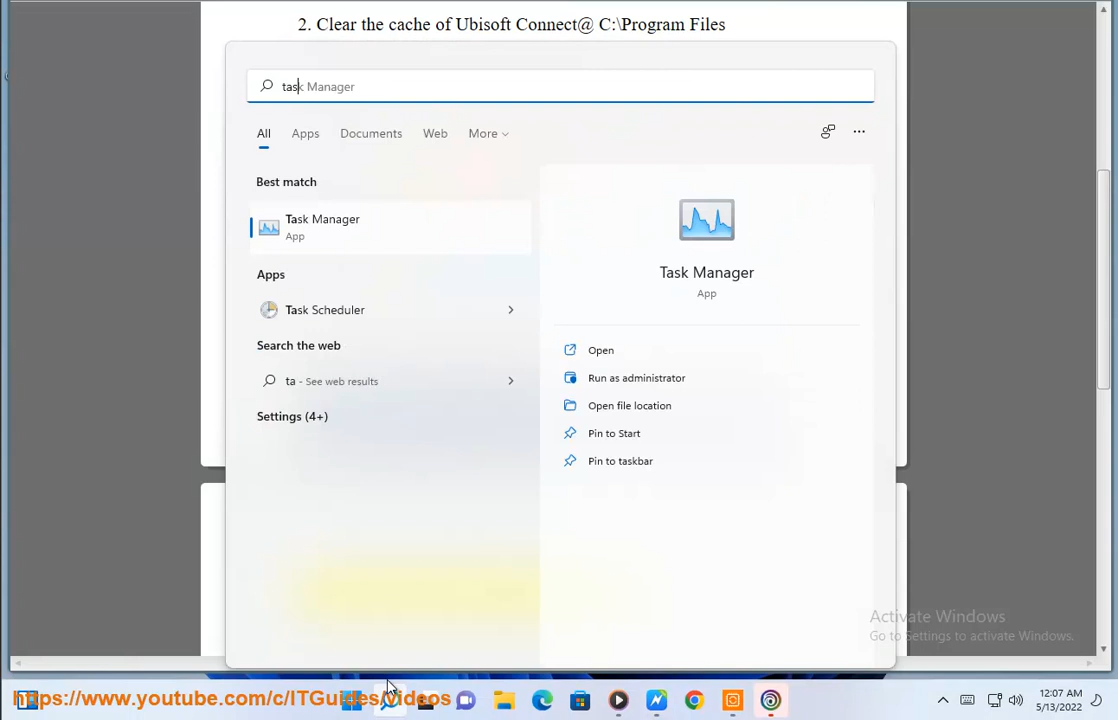 2. Clear the cache of Ubisoft Connect@ C:\Program Files
task Manager
All Apps Documents Web More
Best match
Task Manager
App
Apps
Task Scheduler
Search the web
ta - See web results
Settings (4+)
Task Manager
App
Open
Run as administrator
Open file location
Pin to Start
Pin to taskbar
Activate Windows
Go to Settings to activate Windows.
https://www.youtube.com/c/ITGuides/videos
12:07 AM
5/13/2022